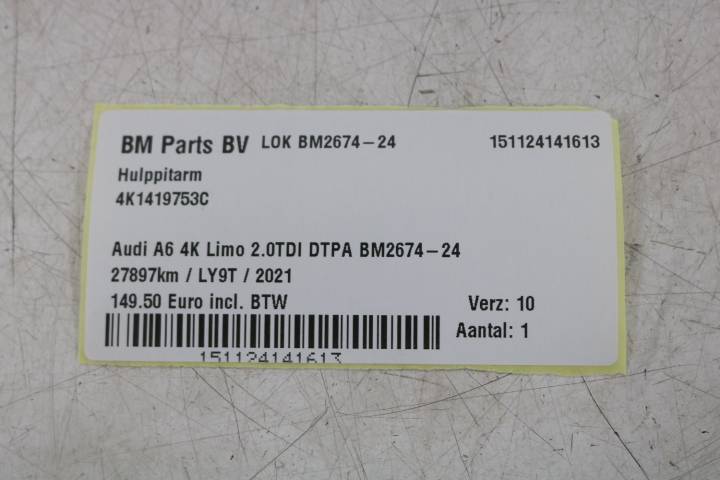 BM Parts BV LOK BM2674-24 151124141613
Hulppitarm
4K1419753C
Audi A6 4K Limo 2.0TDI DTPA BM2674-24
27897km / LY9T / 2021
149.50 Euro incl. BTW Verz: 10
Aantal: 1
151124141613